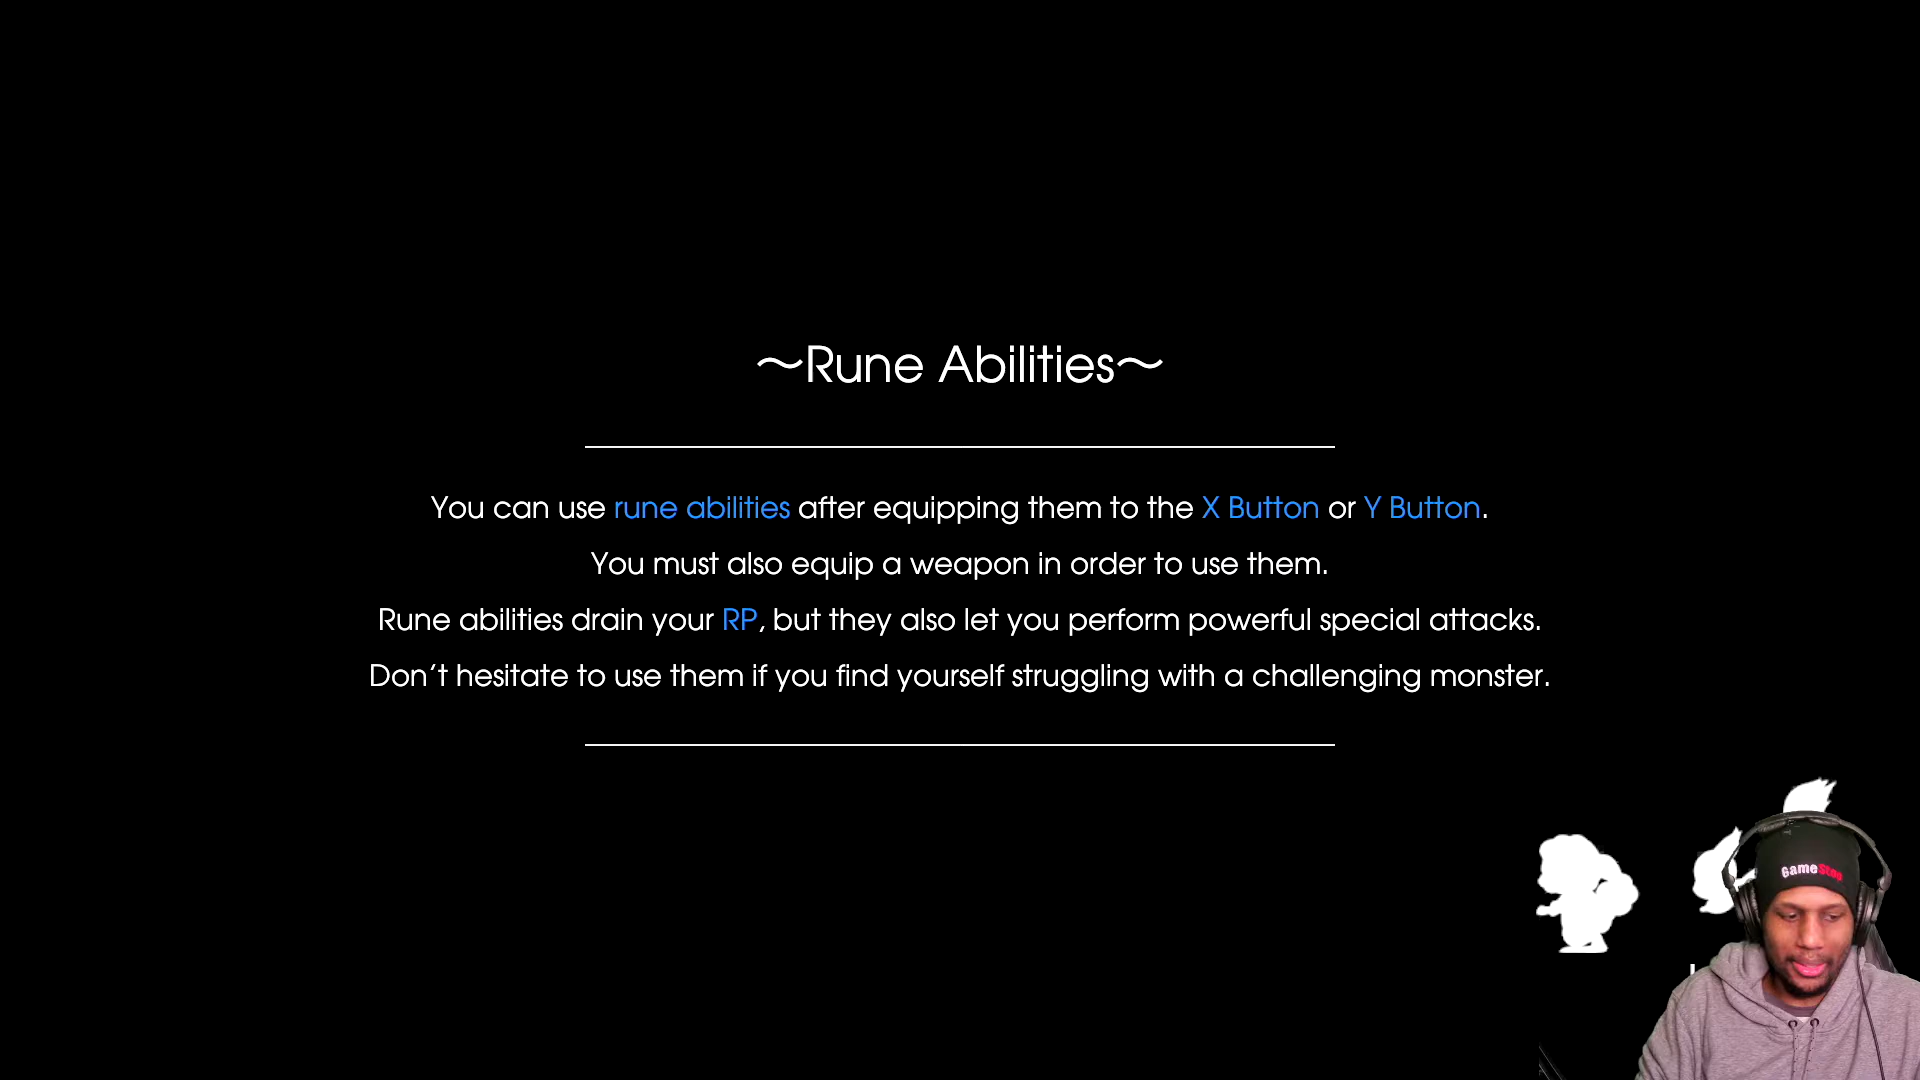 ～Rune Abilities～
You can use rune abilities after equipping them to the X Button or Y Button.
You must also equip a weapon in order to use them.
Rune abilities drain your RP, but they also let you perform powerful special attacks.
Don’t hesitate to use them if you find yourself struggling with a challenging monster.
GameStop